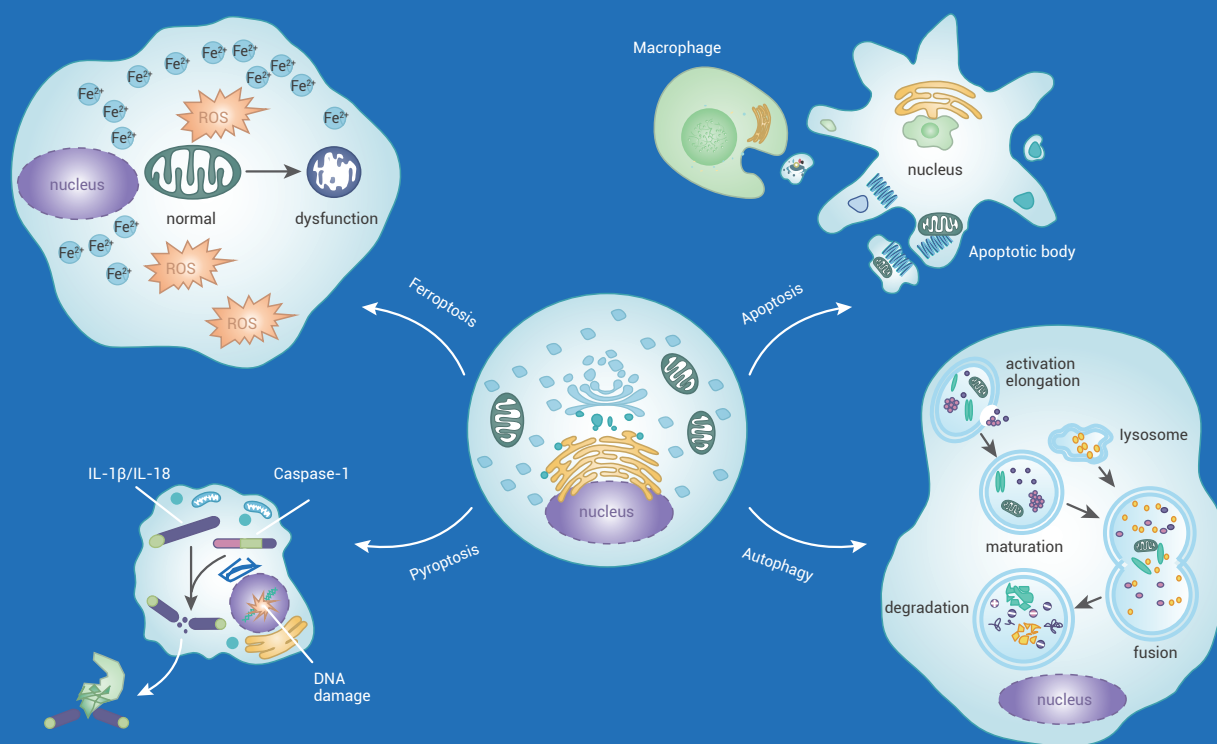 Fe²⁺
Fe²⁺
Fe²⁺
Fe²⁺
Fe²⁺
Fe²⁺
Fe²⁺
Fe²⁺
Fe²⁺
Fe²⁺
Fe²⁺
Fe²⁺
ROS
nucleus
normal
dysfunction
Fe²⁺
Fe²⁺
Fe²⁺
Fe²⁺
ROS
ROS
Macrophage
nucleus
Apoptotic body
Ferroptosis
Apoptosis
Pyroptosis
Autophagy
nucleus
IL-1β/IL-18
Caspase-1
DNA
damage
activation
elongation
lysosome
maturation
degradation
fusion
nucleus